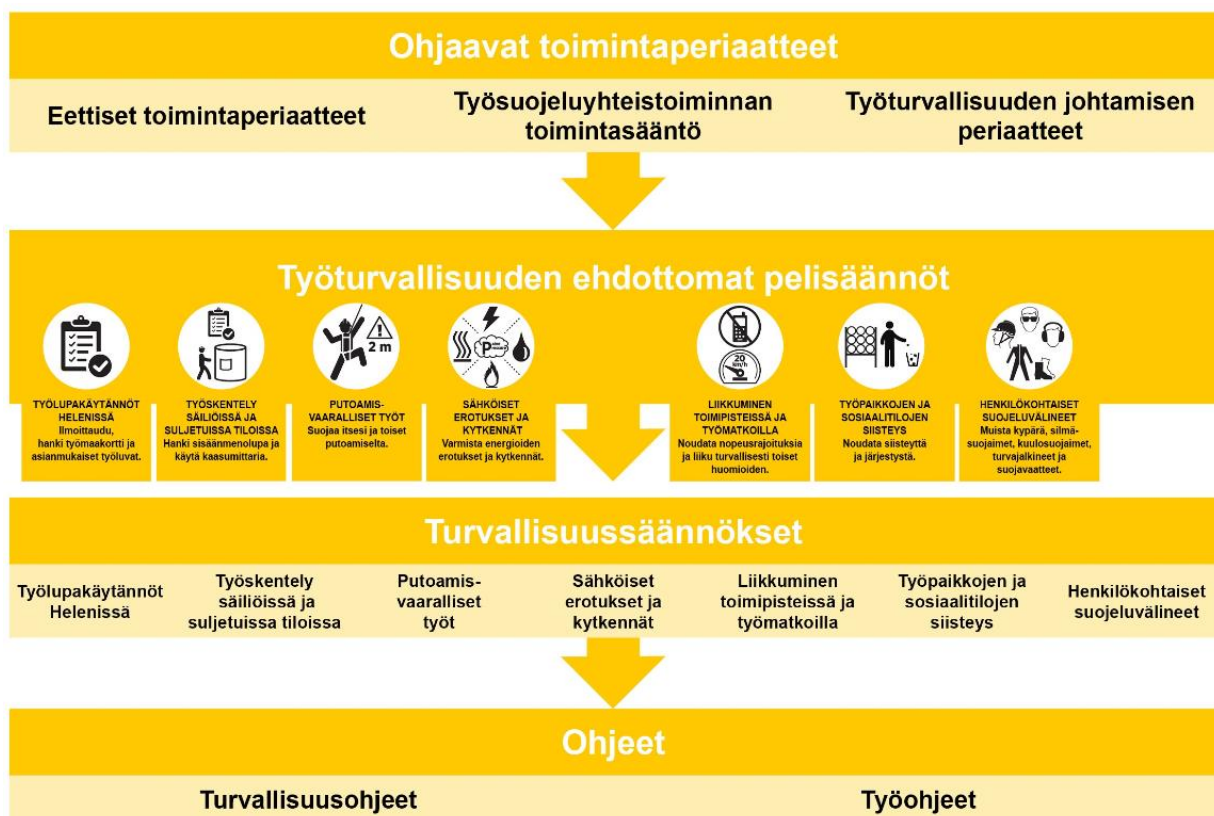 Ohjaavat toimintaperiaatteet
Eettiset toimintaperiaatteet
Työsuojeluyhteistoiminnan
toimintasääntö
Työturvallisuuden johtamisen
periaatteet
Työturvallisuuden ehdottomat pelisäännöt
2 m
P
20
km/h
TYÖLUPAKÄYTÄNNÖT
HELENISSÄ
Ilmoittaudu,
hanki työmaakortti ja
asianmukaiset työluvat.
TYÖSKENTELY
SÄILIÖISSÄ JA
SULJETUISSA TILOISSA
Hanki sisäänmenolupa ja
käytä kaasumittaria.
PUTOAMIS-
VAARALLISET TYÖT
Suojaa itsesi ja toiset
putoamiselta.
SÄHKÖISET
EROTUKSET JA
KYTKENNÄT
Varmista energioiden
erotukset ja kytkennät.
LIIKKUMINEN
TOIMIPISTEISSÄ JA
TYÖMATKOILLA
Noudata nopeusrajoituksia
ja liiku turvallisesti toiset
huomioiden.
TYÖPAIKKOJEN JA
SOSIAALITILOJEN
SIISTEYS
Noudata siisteyttä
ja järjestystä.
HENKILÖKOHTAISET
SUOJELUVÄLINEET
Muista kypärä, silmä-
suojaimet, kuulosuojaimet,
turvajalkineet ja
suojavaatteet.
Turvallisuussäännökset
Työlupakäytännöt
Helenissä
Työskentely
säiliöissä ja
suljetuissa tiloissa
Putoamis-
vaaralliset
työt
Sähköiset
erotukset ja
kytkennät
Liikkuminen
toimipisteissä ja
työmatkoilla
Työpaikkojen ja
sosiaalitilojen
siisteys
Henkilökohtaiset
suojeluvälineet
Ohjeet
Turvallisuusohjeet
Työohjeet